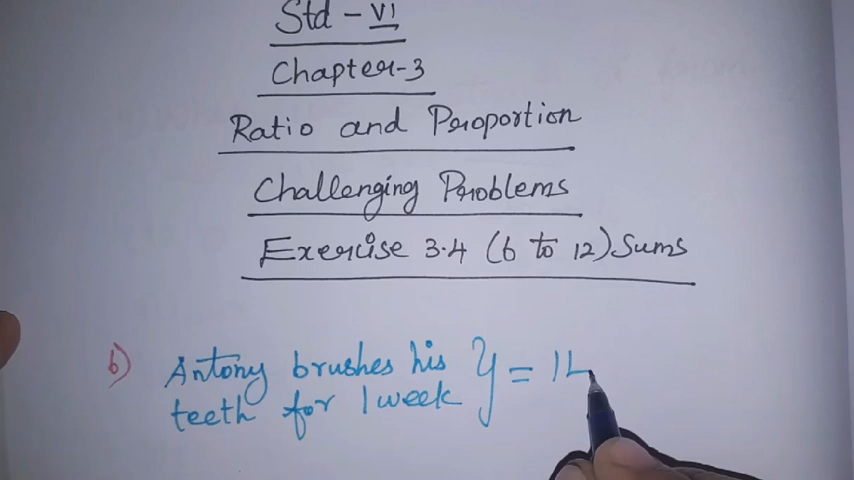 Std - VI
Chapter-3
Ratio and Proportion
Challenging Problems
Exercise 3.4 (6 to 12) Sums
6) Antony brushes his } = 14
teeth for 1 week